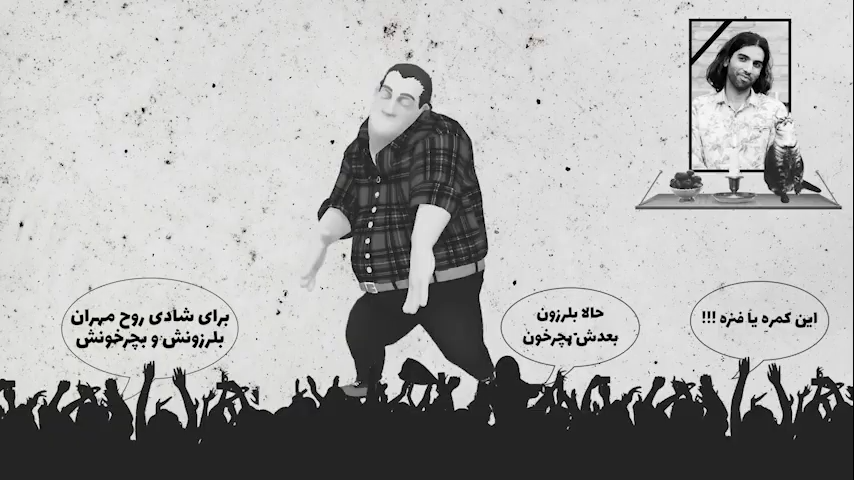 برای شادی روح مهران
بلرزونش و بچرخونش
حالا بلرزون
بعدش بچرخون
این کمره یا فنره !!!